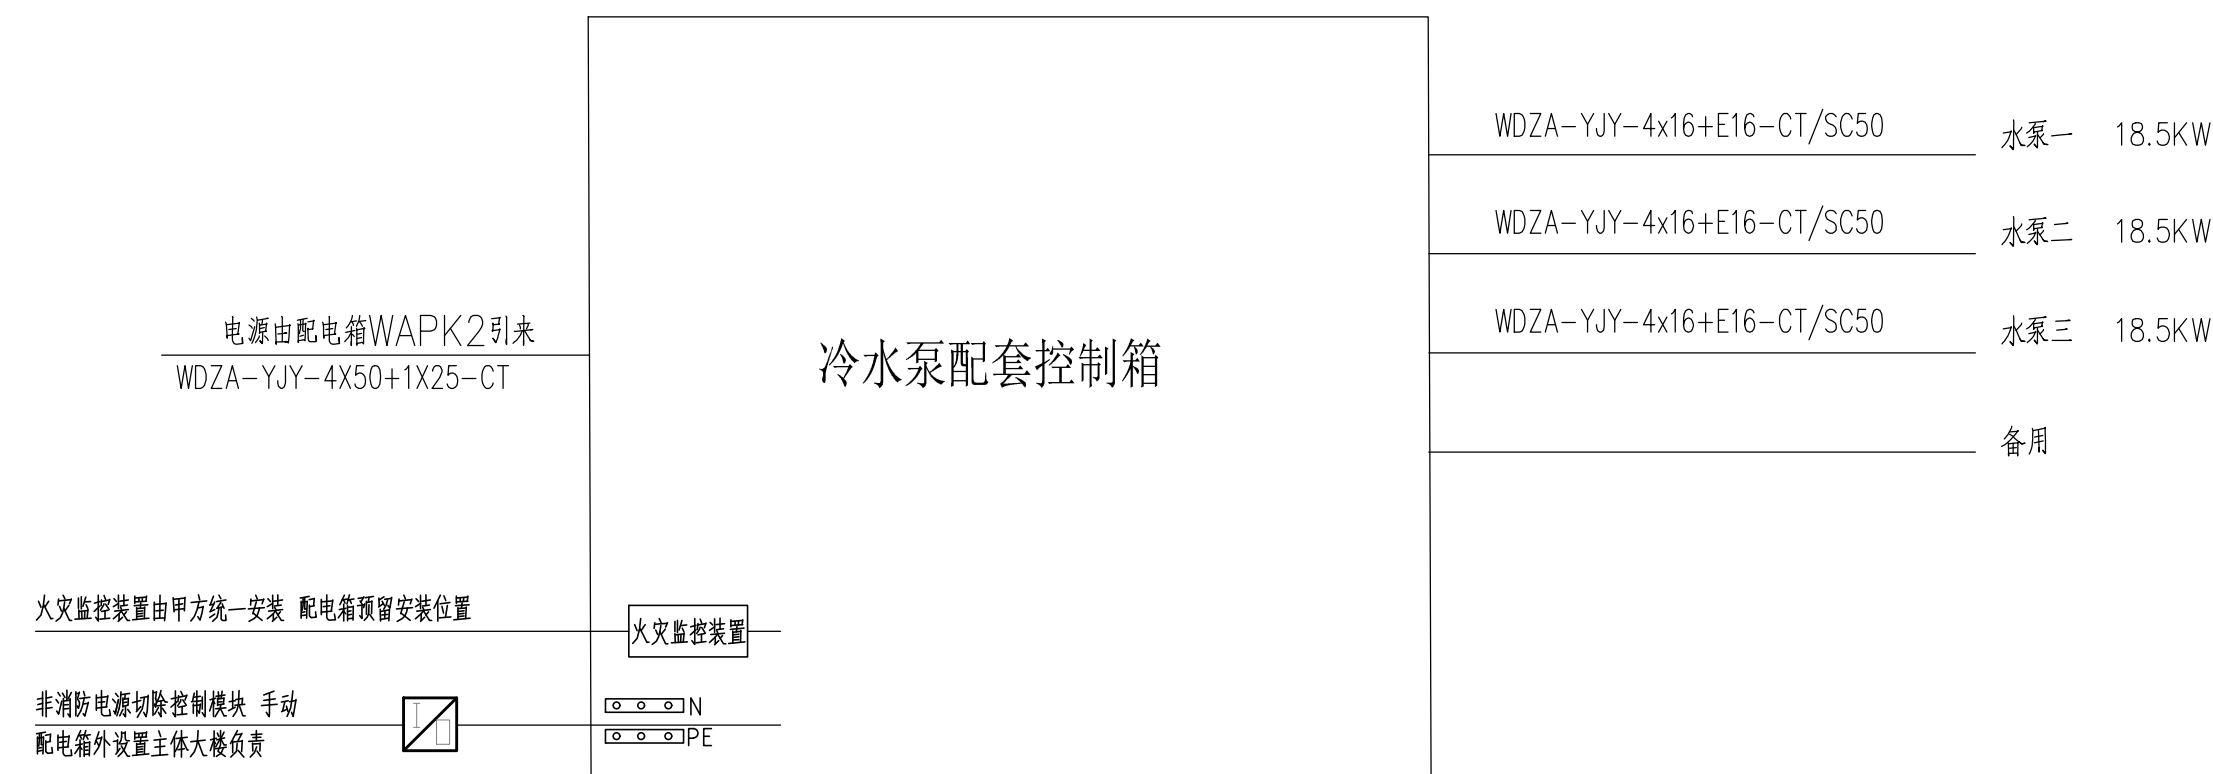 WDZA-YJY-4x16+E16-CT/SC50
水泵一 18.5KW
WDZA-YJY-4x16+E16-CT/SC50
水泵二 18.5KW
电源由配电箱WAPK2引来
WDZA-YJY-4X50+1X25-CT
冷水泵配套控制箱
WDZA-YJY-4x16+E16-CT/SC50
水泵三 18.5KW
备用
火灾监控装置由甲方统一安装 配电箱预留安装位置
火灾监控装置
非消防电源切除控制模块 手动
配电箱外设置主体大楼负责
I
N
PE